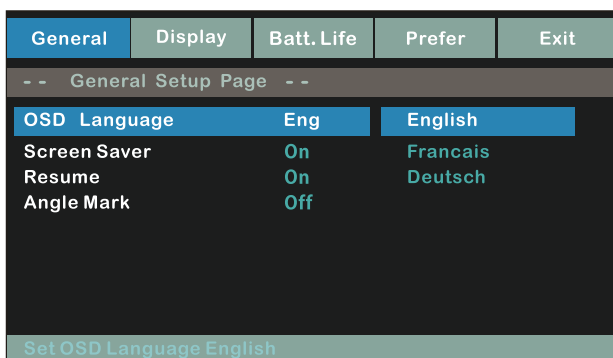 General Display Batt. Life Prefer Exit
-- General Setup Page --
OSD Language Eng English
Screen Saver On Francais
Resume On Deutsch
Angle Mark Off
Set OSD Language English